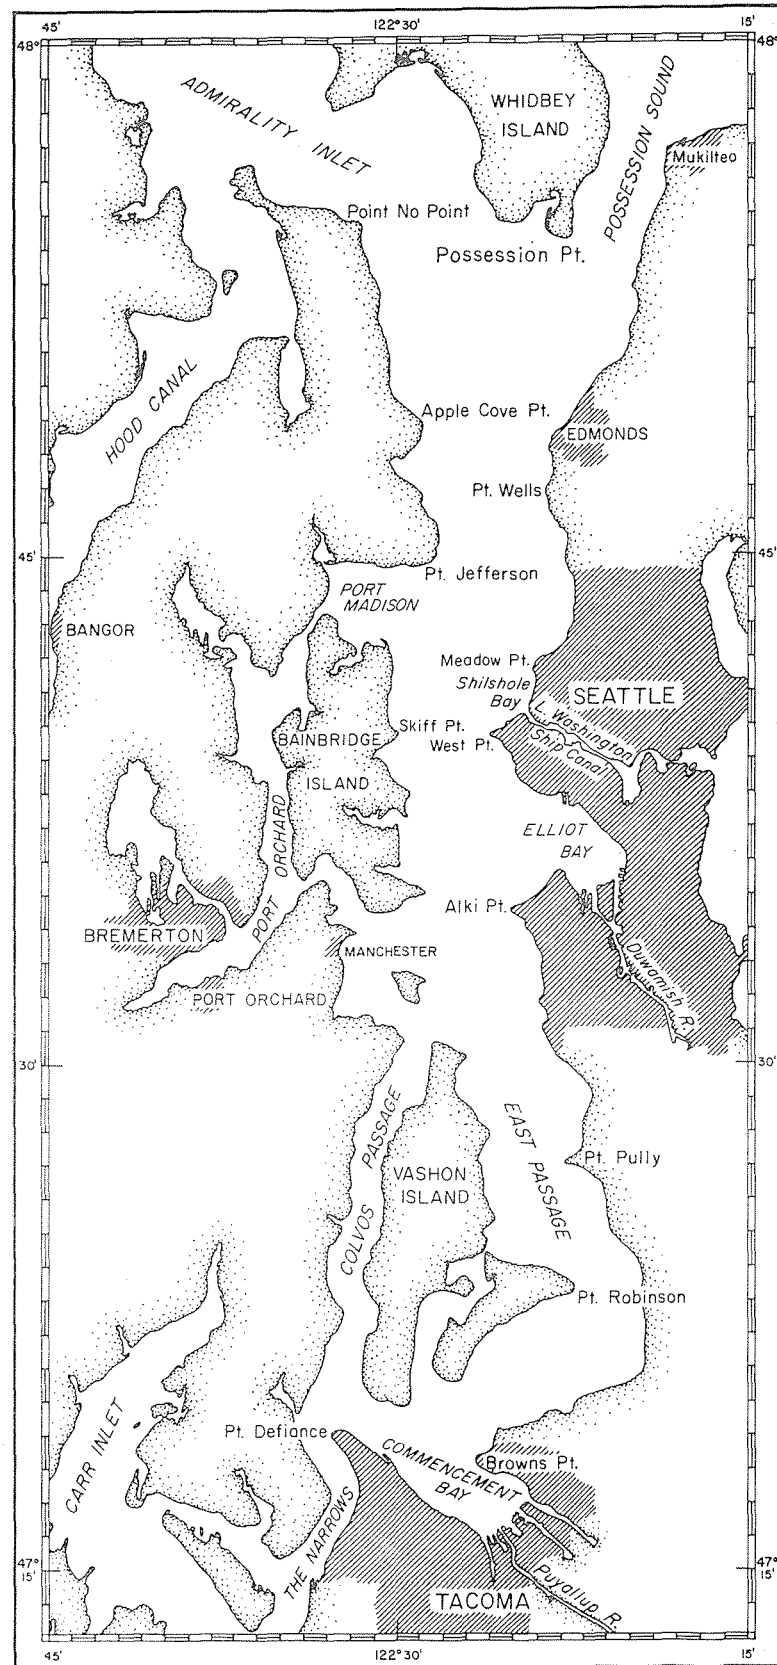 45'
122°30'
15'
48°
48°
ADMIRALITY INLET
WHIDBEY
ISLAND
POSSESSION SOUND
Mukilteo
Point No Point
Possession Pt.
HOOD CANAL
Apple Cove Pt.
EDMONDS
Pt. Wells
45'
45'
Pt. Jefferson
PORT
MADISON
BANGOR
Meadow Pt.
Shilshole
Bay
SEATTLE
L. Washington
Ship Canal
Skiff Pt.
West Pt.
BAINBRIDGE
ISLAND
ELLIOT
BAY
PORT ORCHARD
Alki Pt.
BREMERTON
MANCHESTER
Duwamish R.
PORT ORCHARD
30'
30'
COLVOS PASSAGE
EAST PASSAGE
Pt. Pully
VASHON
ISLAND
Pt. Robinson
CARR INLET
Pt. Defiance
COMMENCEMENT
BAY
Browns Pt.
THE NARROWS
47°
15'
47°
15'
TACOMA
Puyallup R.
45'
122°30'
15'